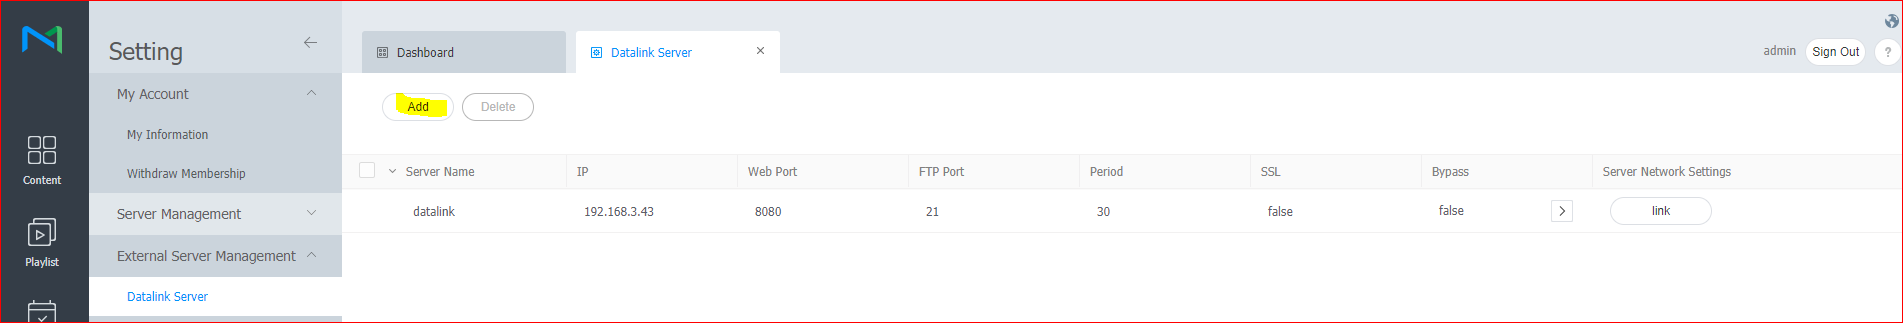 Setting
My Account
My Information
Withdraw Membership
Server Management
External Server Management
Datalink Server
Content
Playlist
Dashboard
Datalink Server
admin
Sign Out
?
Add
Delete
Server Name IP Web Port FTP Port Period SSL Bypass Server Network Settings
datalink 192.168.3.43 8080 21 30 false false link